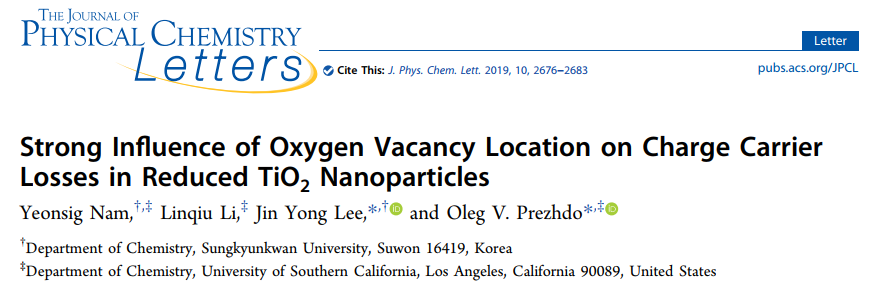 THE JOURNAL OF
PHYSICAL CHEMISTRY
Letters
Cite This: J. Phys. Chem. Lett. 2019, 10, 2676−2683
Letter
pubs.acs.org/JPCL
Strong Influence of Oxygen Vacancy Location on Charge Carrier
Losses in Reduced TiO₂ Nanoparticles
Yeonsig Nam,†,‡ Linqiu Li,‡ Jin Yong Lee,*,† iD and Oleg V. Prezhdo*,‡ iD
†Department of Chemistry, Sungkyunkwan University, Suwon 16419, Korea
‡Department of Chemistry, University of Southern California, Los Angeles, California 90089, United States